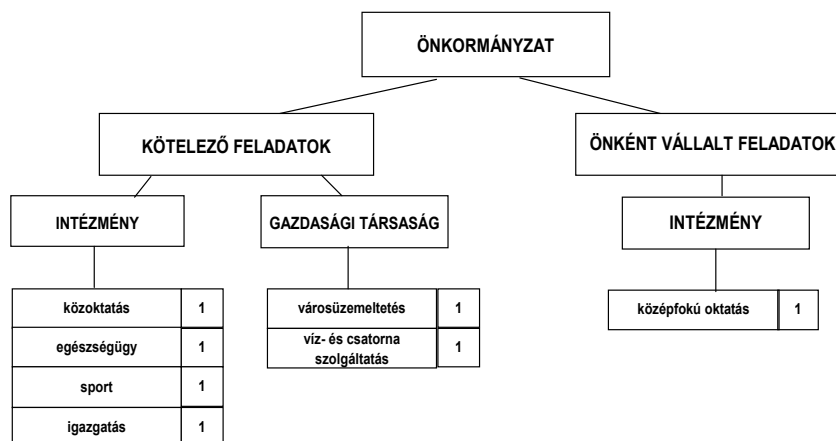 ÖNKORMÁNYZAT
KÖTELEZŐ FELADATOK
ÖNKÉNT VÁLLALT FELADATOK
INTÉZMÉNY
GAZDASÁGI TÁRSASÁG
INTÉZMÉNY
közoktatás 1
egészségügy 1
sport 1
igazgatás 1
városüzemeltetés 1
víz- és csatorna
szolgáltatás 1
középfokú oktatás 1